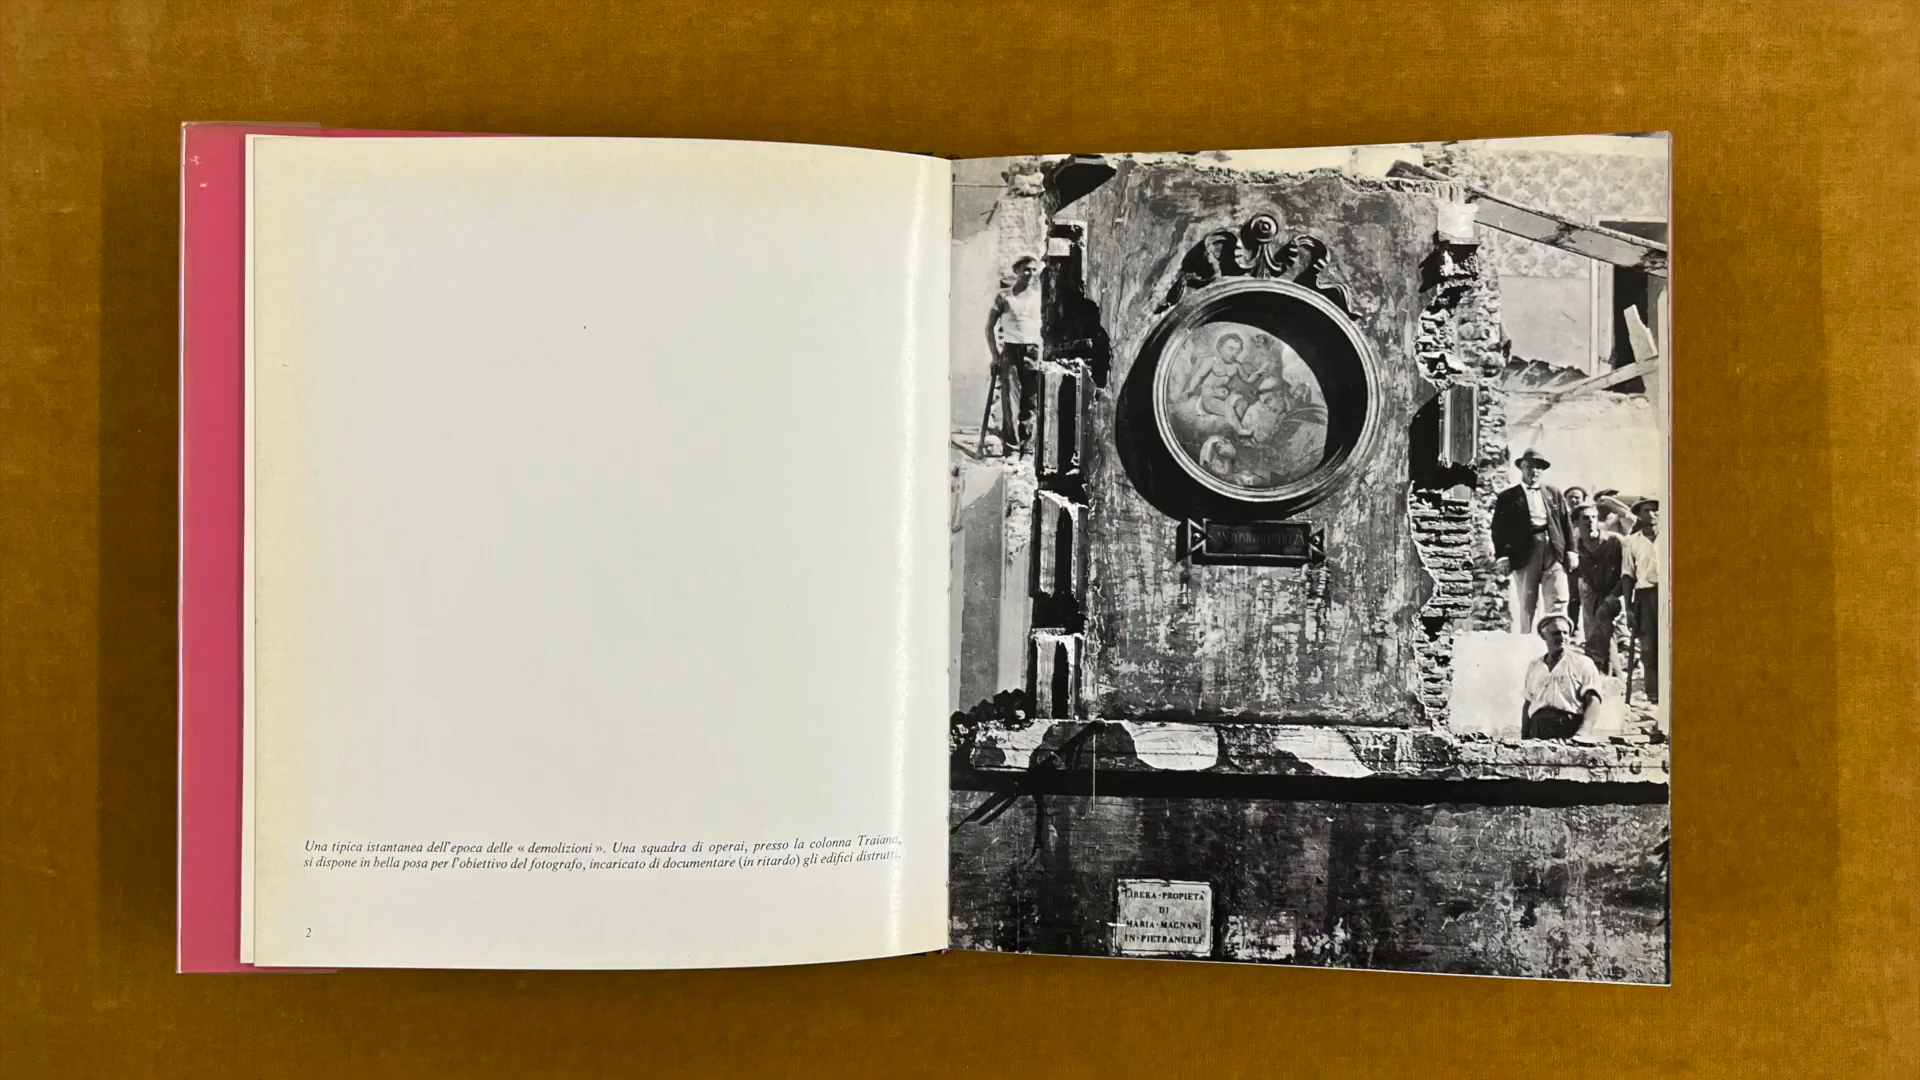 Una tipica istantanea dell'epoca delle « demolizioni ». Una squadra di operai, presso la colonna Traiana,
si dispone in bella posa per l'obiettivo del fotografo, incaricato di documentare (in ritardo) gli edifici distrutti.
2
LIBERA · PROPIETÀ
DI
MARIA · MAGNANI
IN · PIETRANGELI